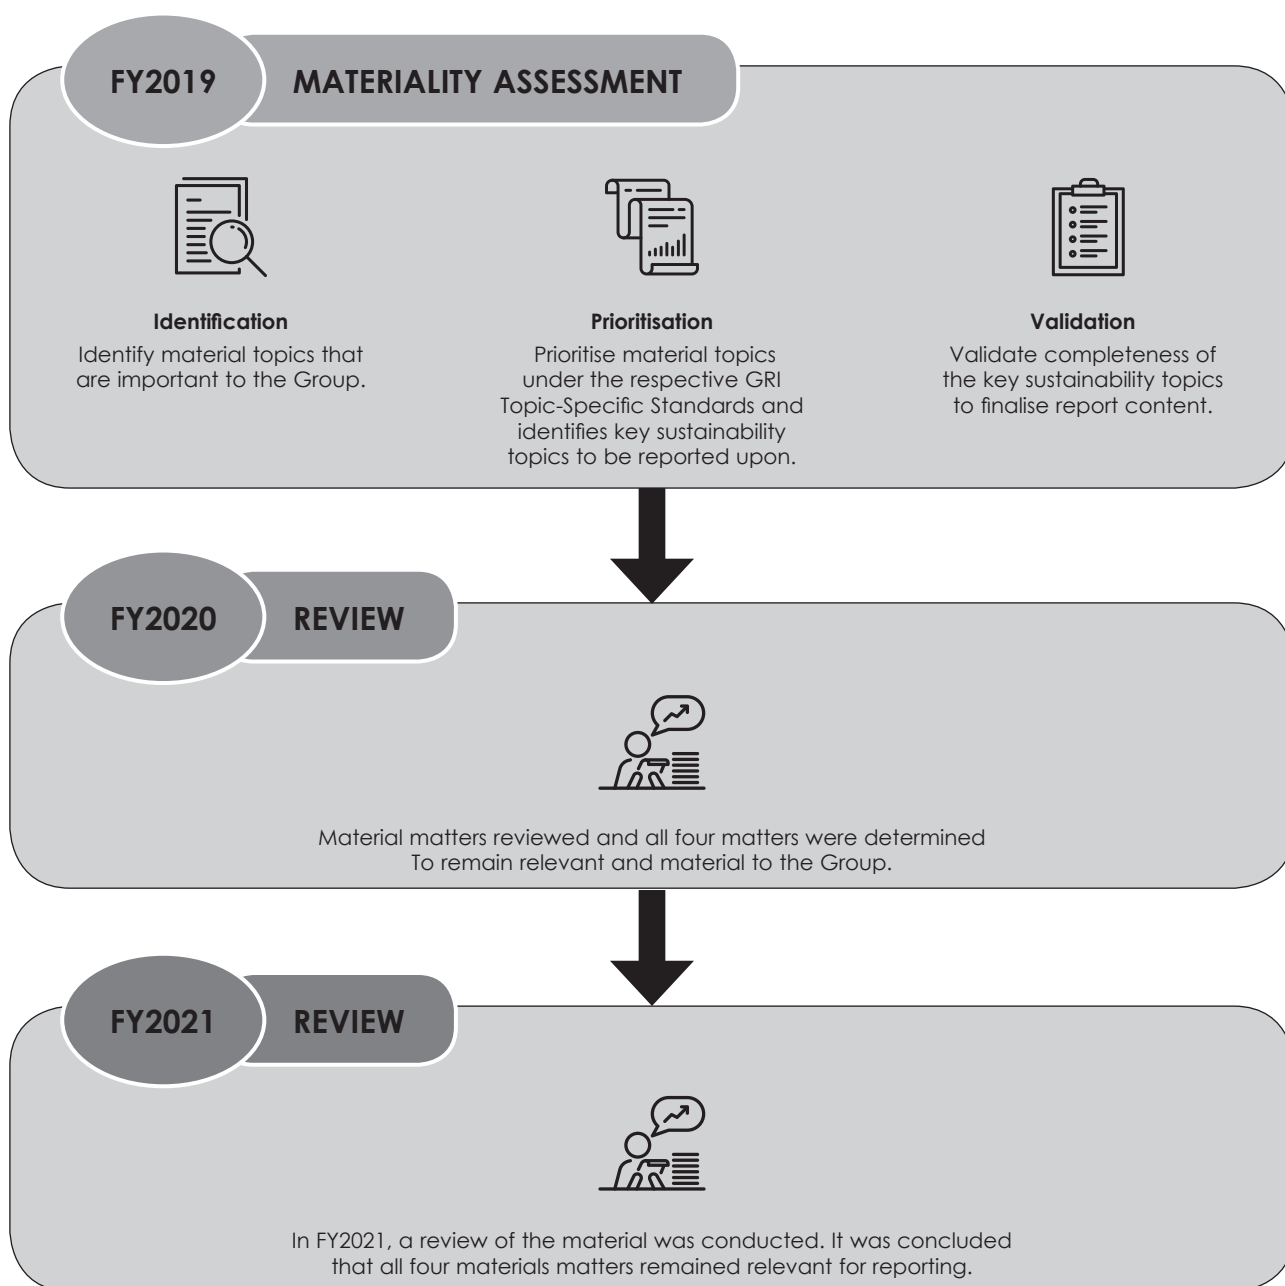 FY2019
MATERIALITY ASSESSMENT
Identification
Identify material topics that
are important to the Group.
Prioritisation
Prioritise material topics
under the respective GRI
Topic-Specific Standards and
identifies key sustainability
topics to be reported upon.
Validation
Validate completeness of
the key sustainability topics
to finalise report content.
FY2020
REVIEW
Material matters reviewed and all four matters were determined
To remain relevant and material to the Group.
FY2021
REVIEW
In FY2021, a review of the material was conducted. It was concluded
that all four materials matters remained relevant for reporting.